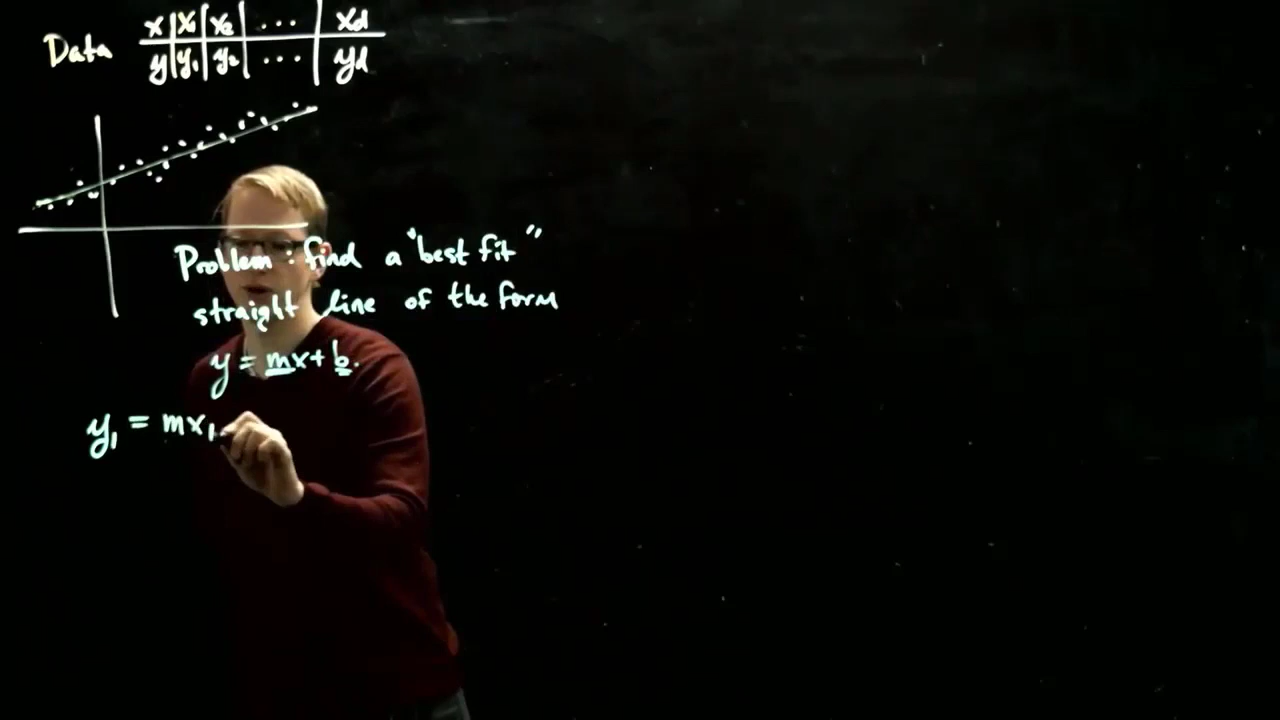 Data x | x₁ | x₂ | ... | xd
y | y₁ | y₂ | ... | yd
Problem : find a "best fit"
straight line of the form
y = mx + b.
y₁ = mx₁